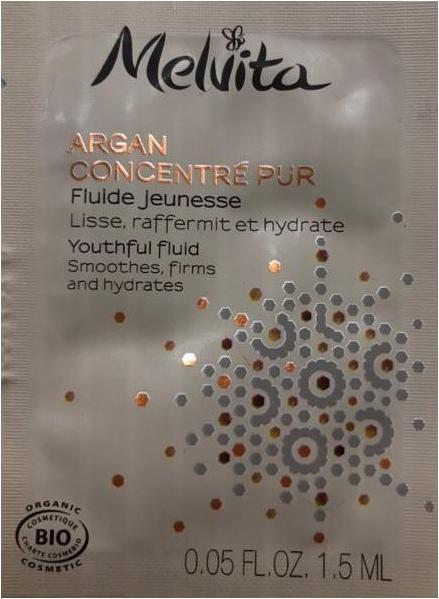 Melvita
ARGAN
CONCENTRÉ PUR
Fluide jeunesse
Lisse, raffermit et hydrate
Youthful fluid
Smoothes, firms
and hydrates
ORGANIC
COSMETIQUE
BIO
CHARTE COSMEBIO
COSMETIC
0.05 FL.OZ. 1.5 ML